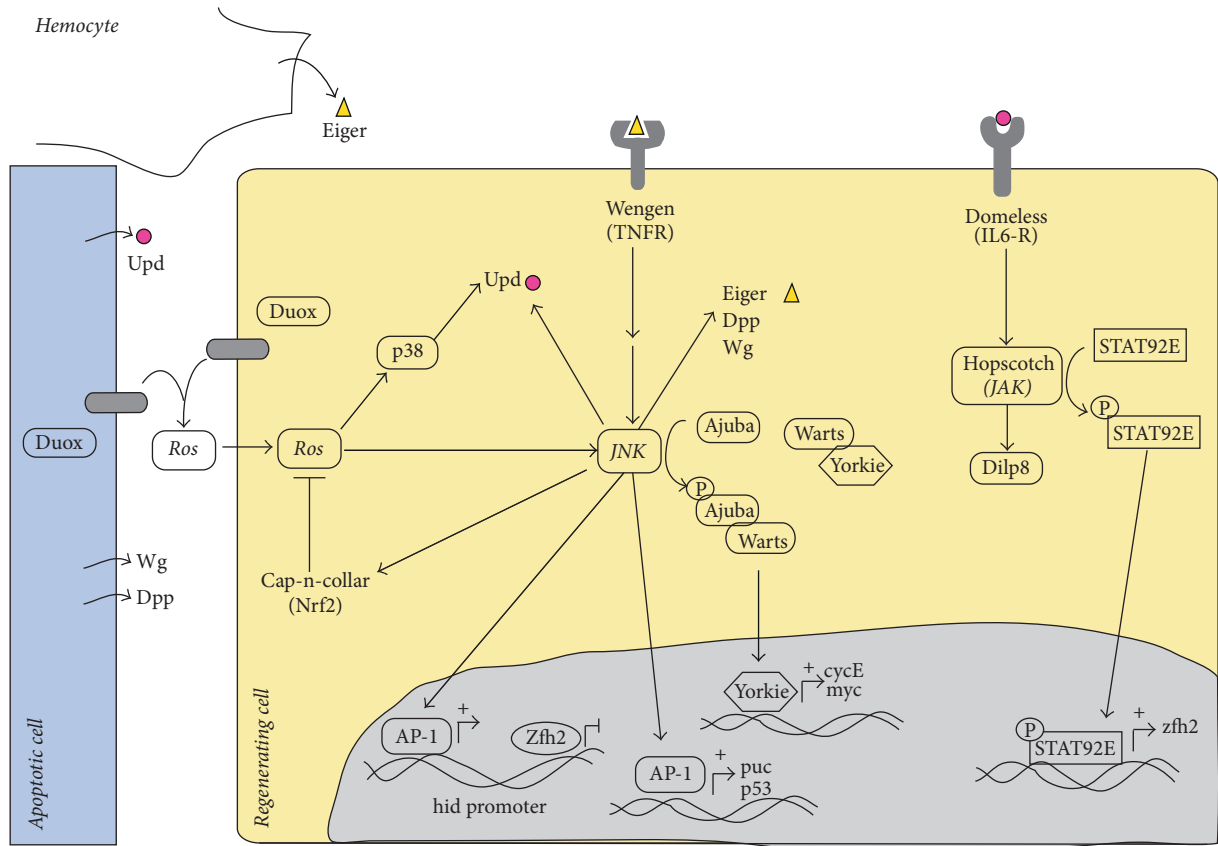 Hemocyte
Eiger
Wengen
(TNFR)
Domeless
(IL6-R)
Upd
Upd
Eiger
Dpp
Wg
Duox
p38
Hopscotch
(JAK)
STAT92E
P
STAT92E
Ajuba
Warts
Yorkie
Duox
Ros
Ros
JNK
Dilp8
P
Ajuba
Warts
Wg
Dpp
Cap-n-collar
(Nrf2)
Apoptotic cell
Regenerating cell
Yorkie
+
cycE
myc
AP-1
+
Zfh2
hid promoter
AP-1
+
puc
p53
P
STAT92E
+
zfh2